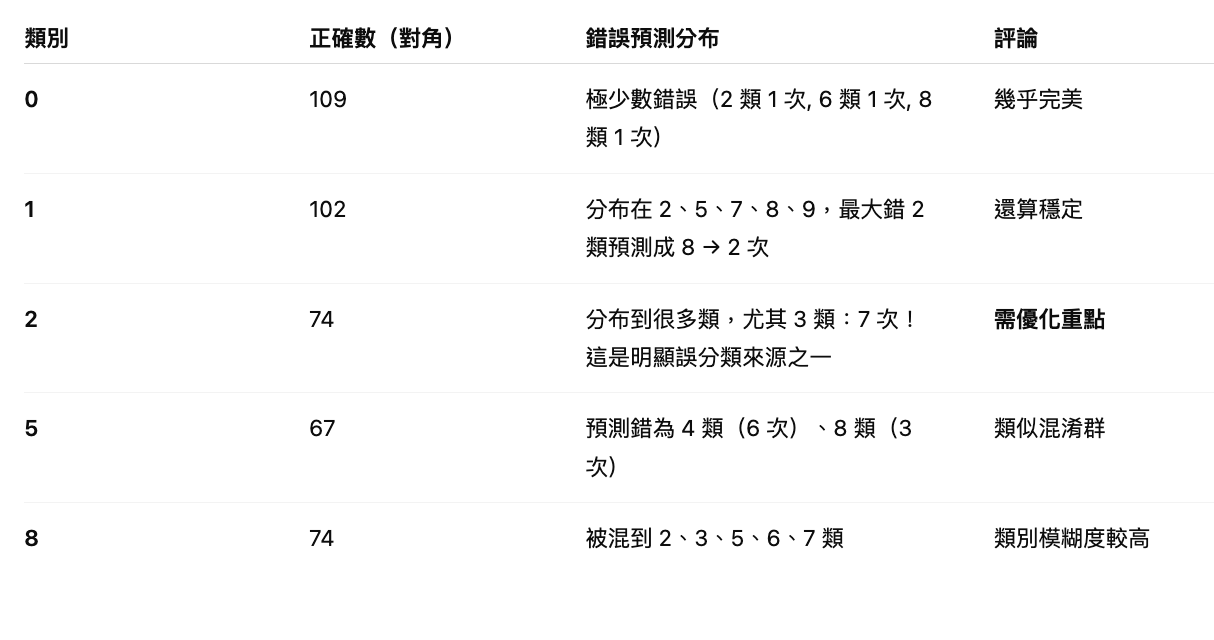 類別 正確數（對角） 錯誤預測分布 評論
0 109 極少數錯誤（2 類 1 次, 6 類 1 次, 8 幾乎完美
類 1 次）
1 102 分布在 2、5、7、8、9，最大錯 2 還算穩定
類預測成 8 → 2 次
2 74 分布到很多類，尤其 3 類：7 次！ 需優化重點
這是明顯誤分類來源之一
5 67 預測錯為 4 類（6 次）、8 類（3 類似混淆群
次）
8 74 被混到 2、3、5、6、7 類 類別模糊度較高